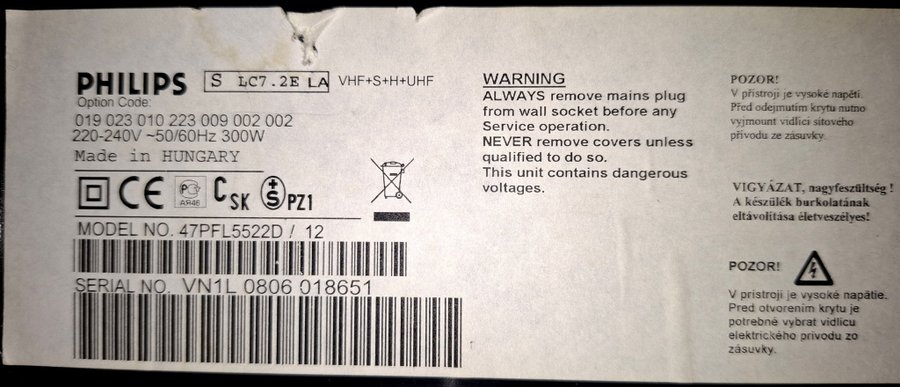 PHILIPS S LC7.2E LA VHF+S+H+UHF
Option Code:
019 023 010 223 009 002 002
220-240V ~50/60Hz 300W
Made in HUNGARY
CE PC AЯ46 CSK +S PZ1
MODEL NO. 47PFL5522D / 12
SERIAL NO. VN1L 0806 018651
WARNING
ALWAYS remove mains plug
from wall socket before any
Service operation.
NEVER remove covers unless
qualified to do so.
This unit contains dangerous
voltages.
POZOR!
V přístroji je vysoké napětí.
Před odejmutím krytu nutno
vyjmout vidlici síťového
přívodu ze zásuvky.
VIGYÁZAT, nagyfeszültség !
A készülék burkolatának
eltávolítása életveszélyes!
POZOR!
V prístroji je vysoké napätie.
Pred otvorením krytu je
potrebné vybrat vidlicu
elektrického prívodu zo
zásuvky.